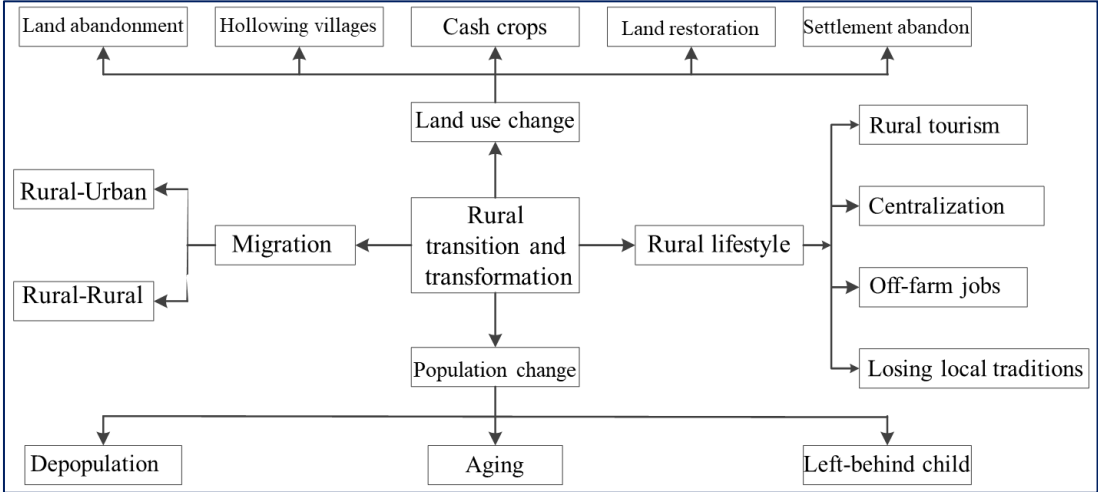 Land abandonment
Hollowing villages
Cash crops
Land restoration
Settlement abandon
Land use change
Rural tourism
Rural-Urban
Centralization
Migration
Rural
transition and
transformation
Rural lifestyle
Rural-Rural
Off-farm jobs
Population change
Losing local traditions
Depopulation
Aging
Left-behind child